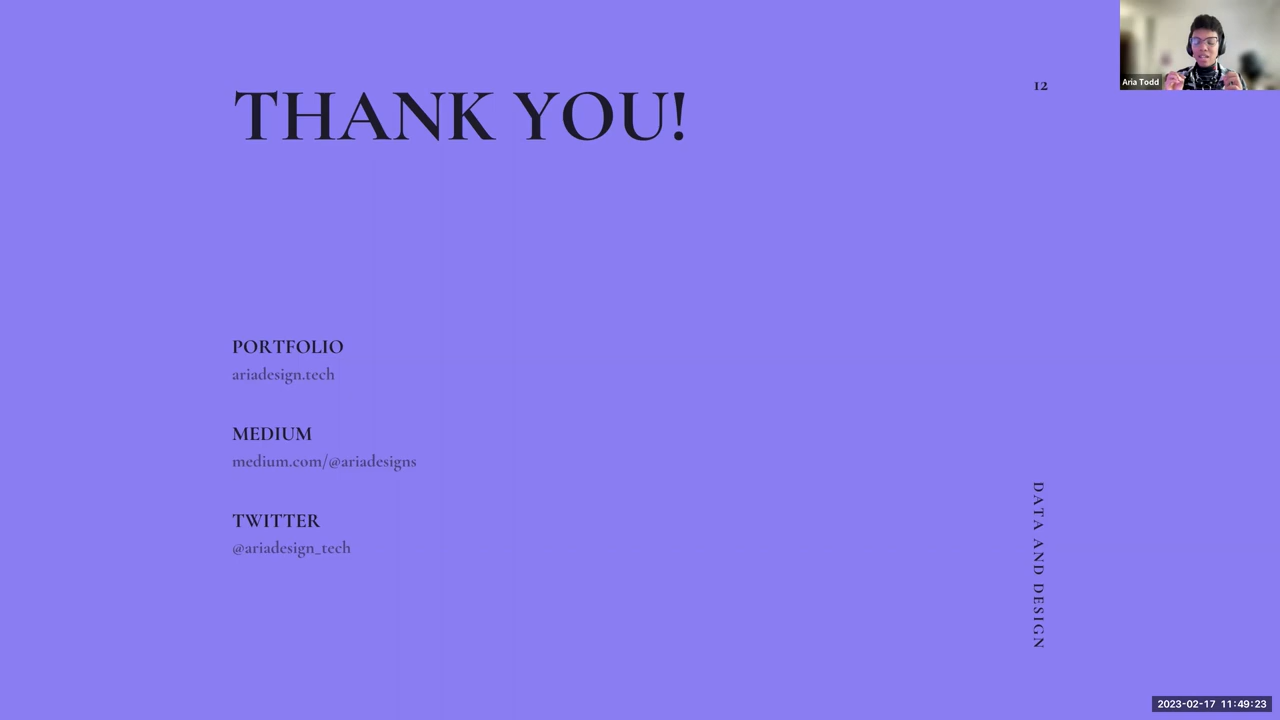 THANK YOU!
12
Aria Todd
PORTFOLIO
ariadesign.tech
MEDIUM
medium.com/@ariadesigns
TWITTER
@ariadesign_tech
DATA AND DESIGN
2023-02-17 11:49:23